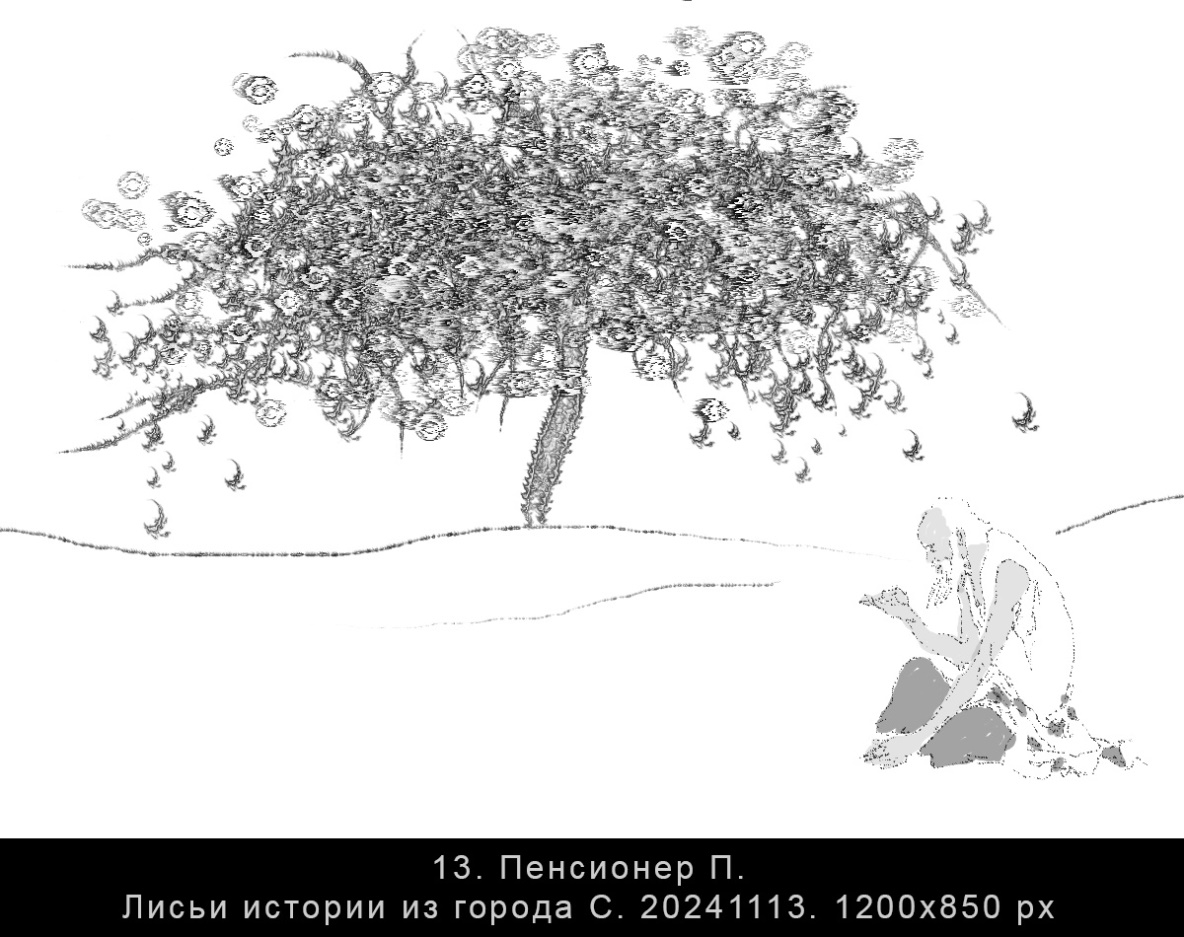 13. Пенсионер П.
Лисьи истории из города С. 20241113. 1200x850 px